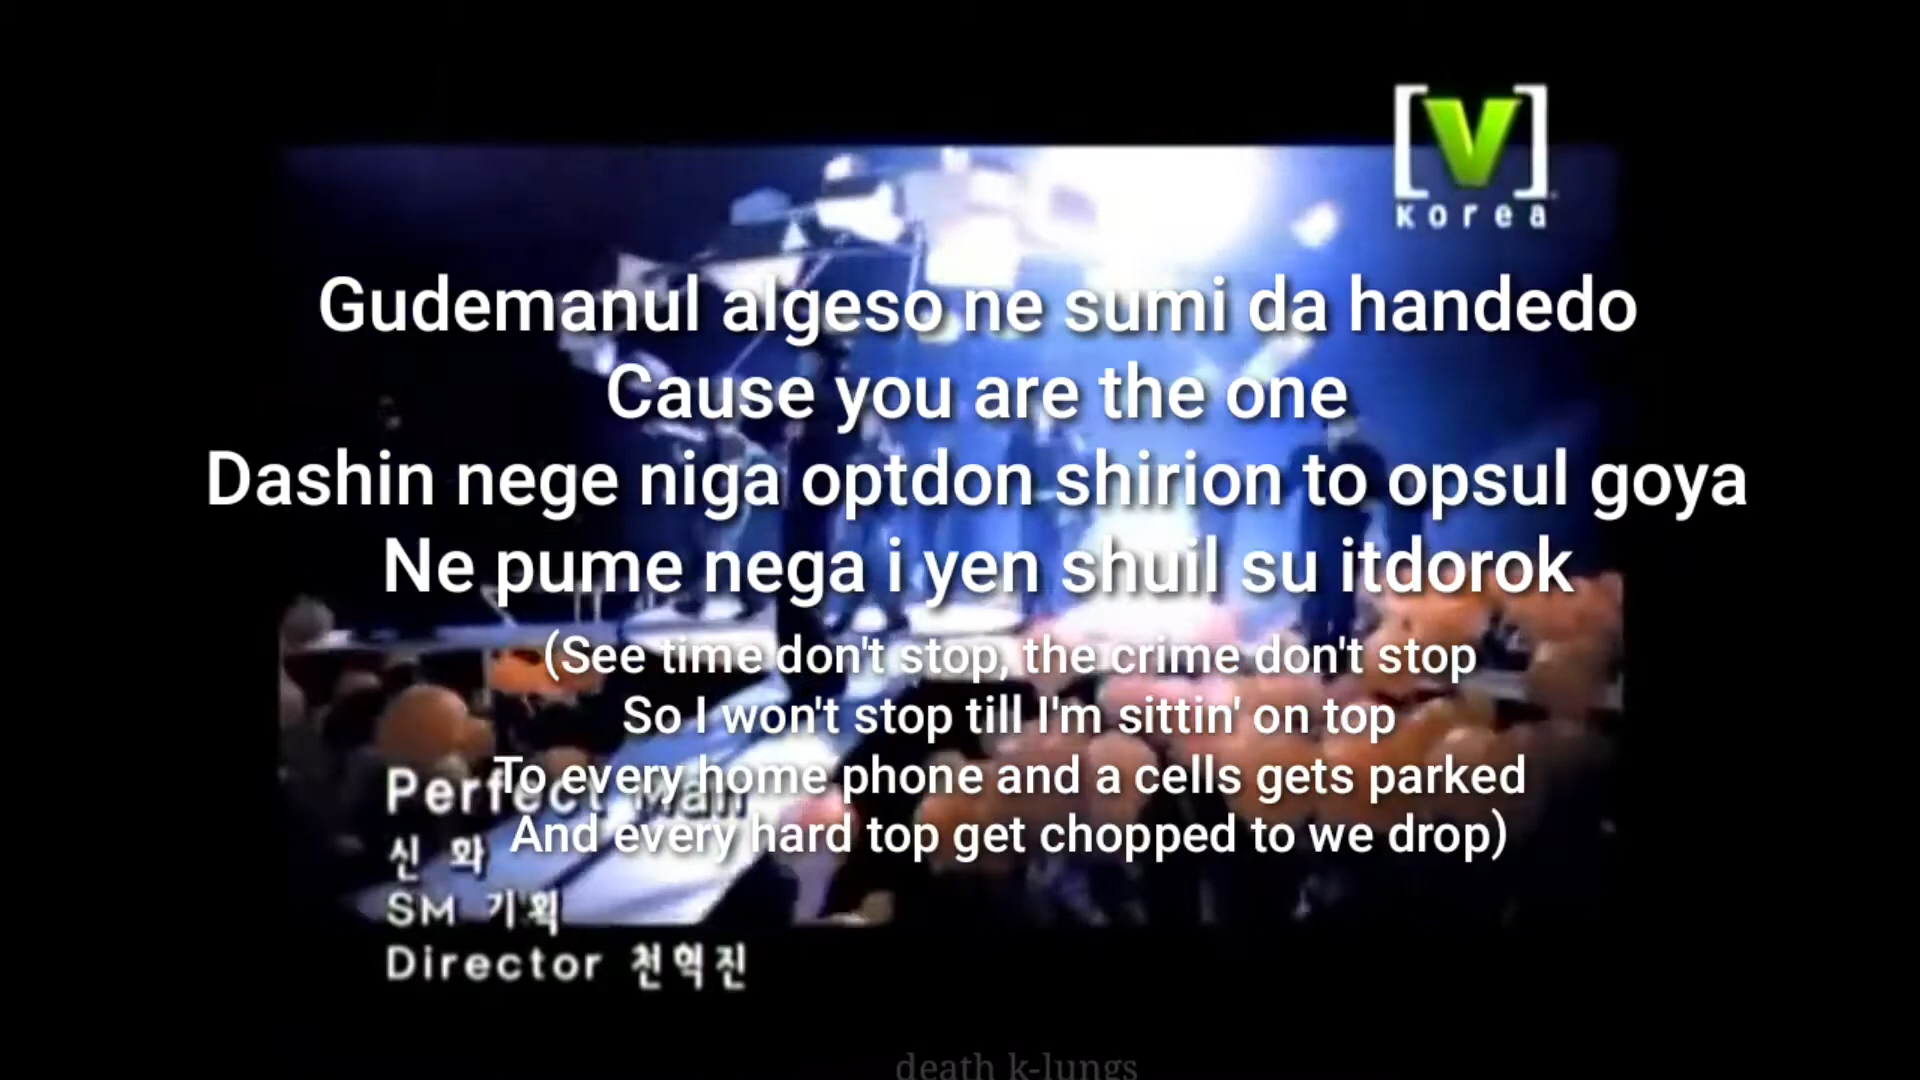 [V]
Korea
Gudemanul algeso ne sumi da handedo
Cause you are the one
Dashin nege niga optdon shirion to opsul goya
Ne pume nega i yen shuil su itdorok
(See time don't stop, the crime don't stop
So I won't stop till I'm sittin' on top
To every home phone and a cells gets parked
And every hard top get chopped to we drop)
Perfect Man
신화
SM 기획
Director 천혁진
death k-lungs